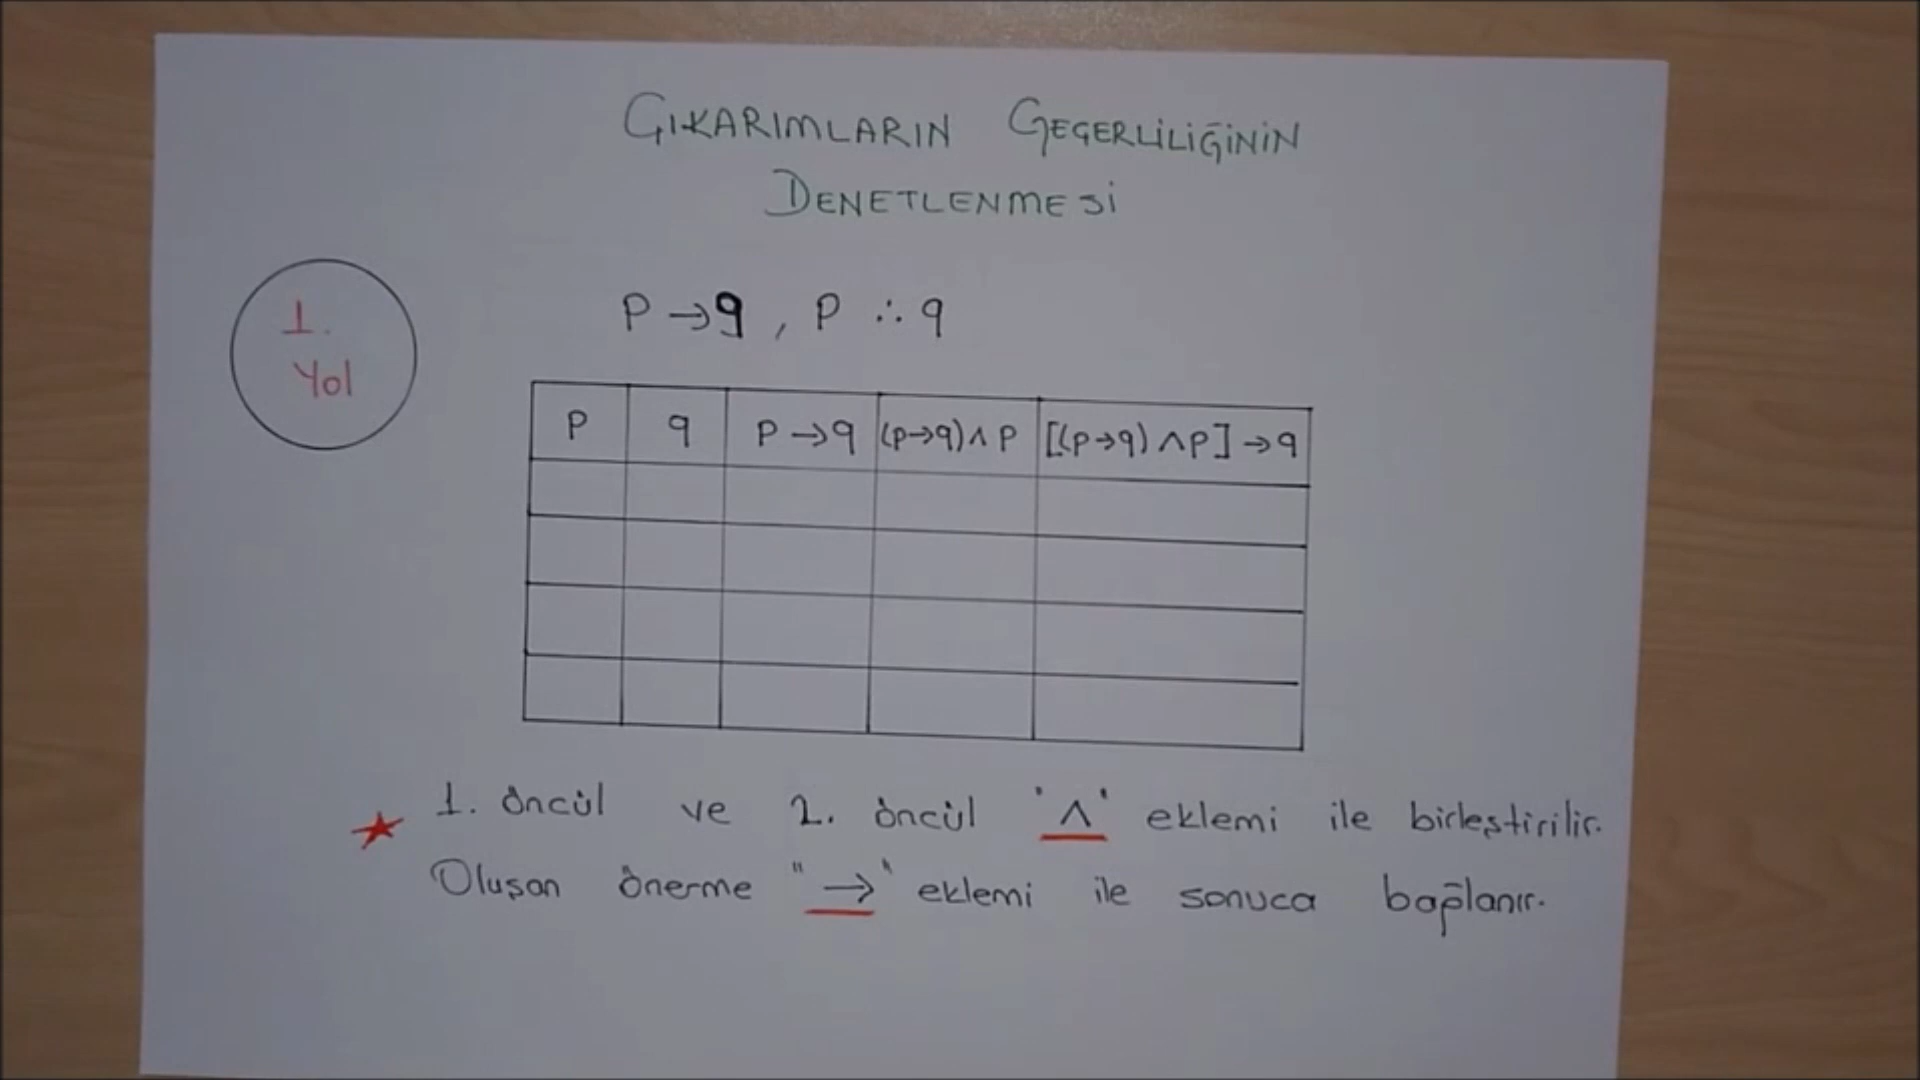 ÇIKARIMLARIN GEÇERLİLİĞİNİN
DENETLENMESİ
1.
Yol
P → q , P ∴ q
P q P → q (p→q) ∧ P [(p→q) ∧ P] → q
1. öncül ve 2. öncül '∧' eklemi ile birleştirilir.
Oluşan önerme "→" eklemi ile sonuca bağlanır.